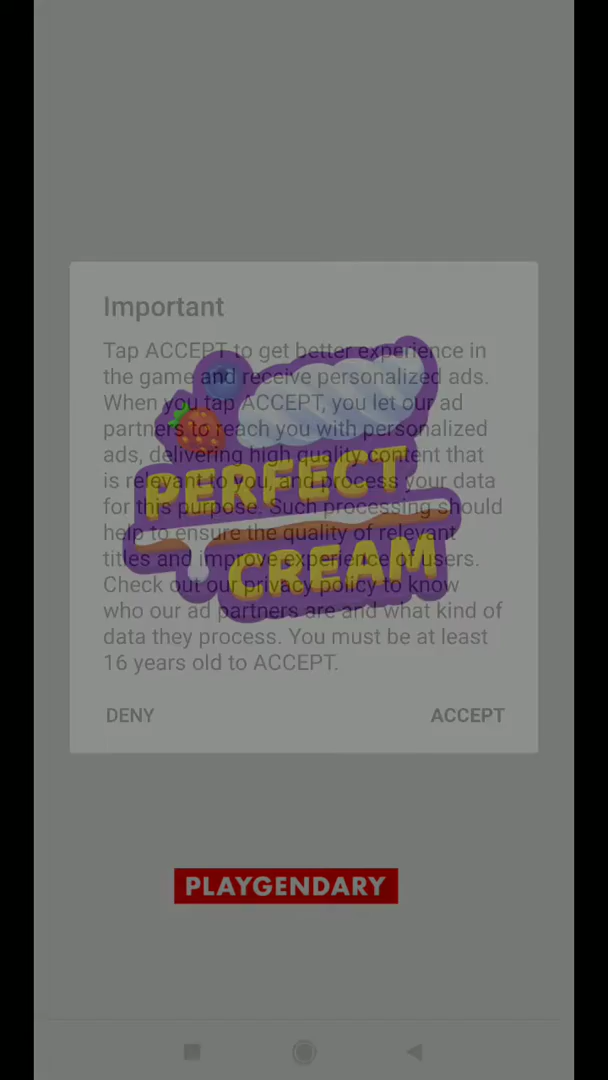 Important
Tap ACCEPT to get better experience in
the game and receive personalized ads.
When you tap ACCEPT, you let our ad
partners to reach you with personalized
ads, delivering high quality content that
is relevant to you, and process your data
for this purpose. Such processing should
help to ensure the quality of relevant
titles and improve experience of users.
Check out our privacy policy to know
who our ad partners are and what kind of
data they process. You must be at least
16 years old to ACCEPT.
DENY ACCEPT
PERFECT
CREAM
PLAYGENDARY